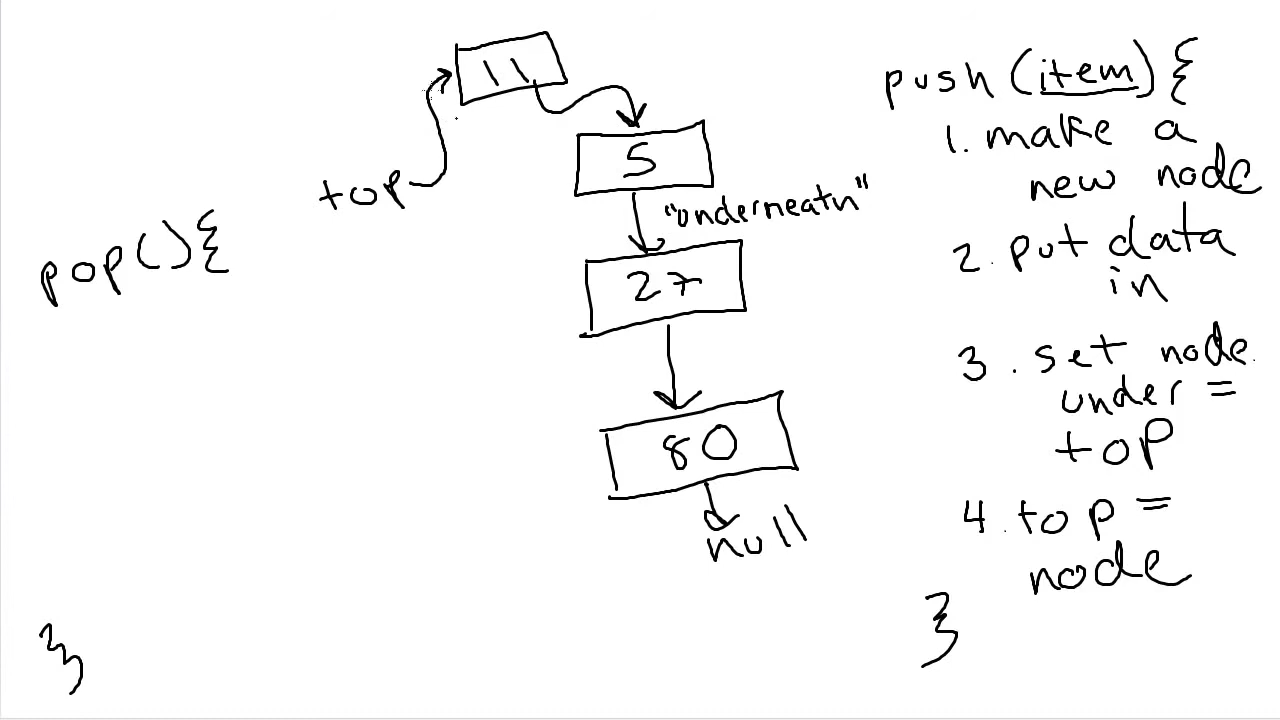 pop(){
}
top
11
5
"underneath"
27
80
null
push (item) {
1. make a
new node
2. put data
in
3. set node
under =
top
4. top =
node
}